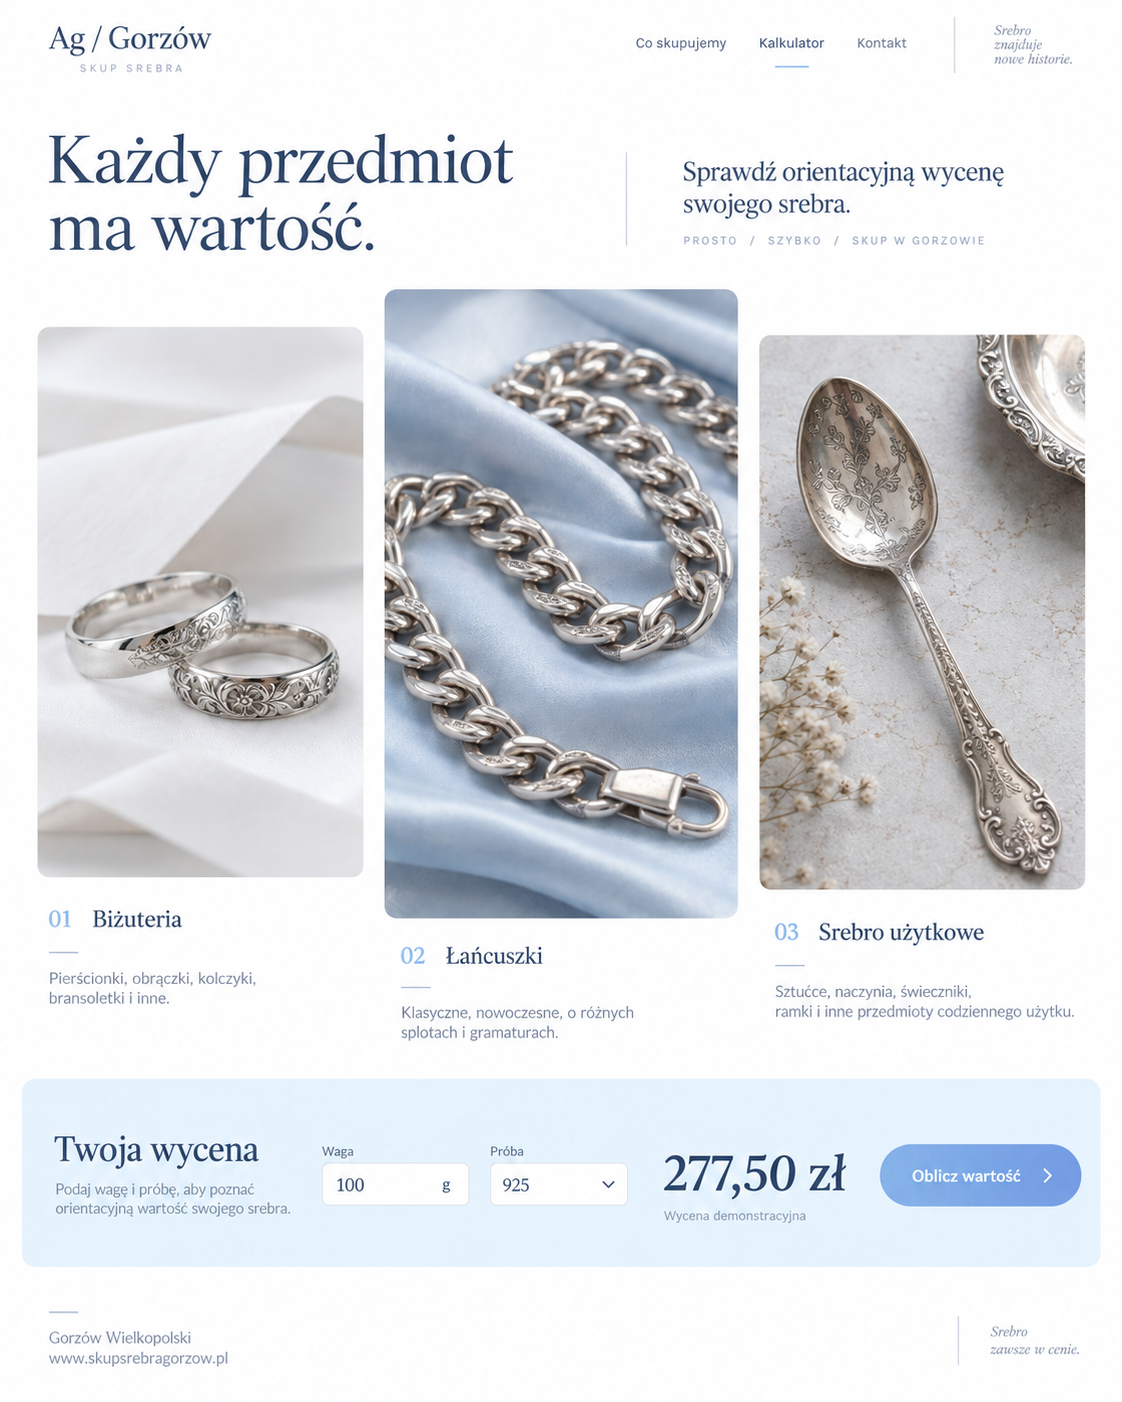 Ag / Gorzów
SKUP SREBRA
Co skupujemy
Kalkulator
Kontakt
Srebro
znajduje
nowe historie.
Każdy przedmiot
ma wartość.
Sprawdź orientacyjną wycenę
swojego srebra.
PROSTO / SZYBKO / SKUP W GORZOWIE
01 Biżuteria
Pierścionki, obrączki, kolczyki,
bransoletki i inne.
02 Łańcuszki
Klasyczne, nowoczesne, o różnych
splotach i gramaturach.
03 Srebro użytkowe
Sztućce, naczynia, świeczniki,
ramki i inne przedmioty codziennego użytku.
Twoja wycena
Podaj wagę i próbę, aby poznać
orientacyjną wartość swojego srebra.
Waga
100 g
Próba
925
277,50 zł
Wycena demonstracyjna
Oblicz wartość
Gorzów Wielkopolski
www.skupsrebragorzow.pl
Srebro
zawsze w cenie.